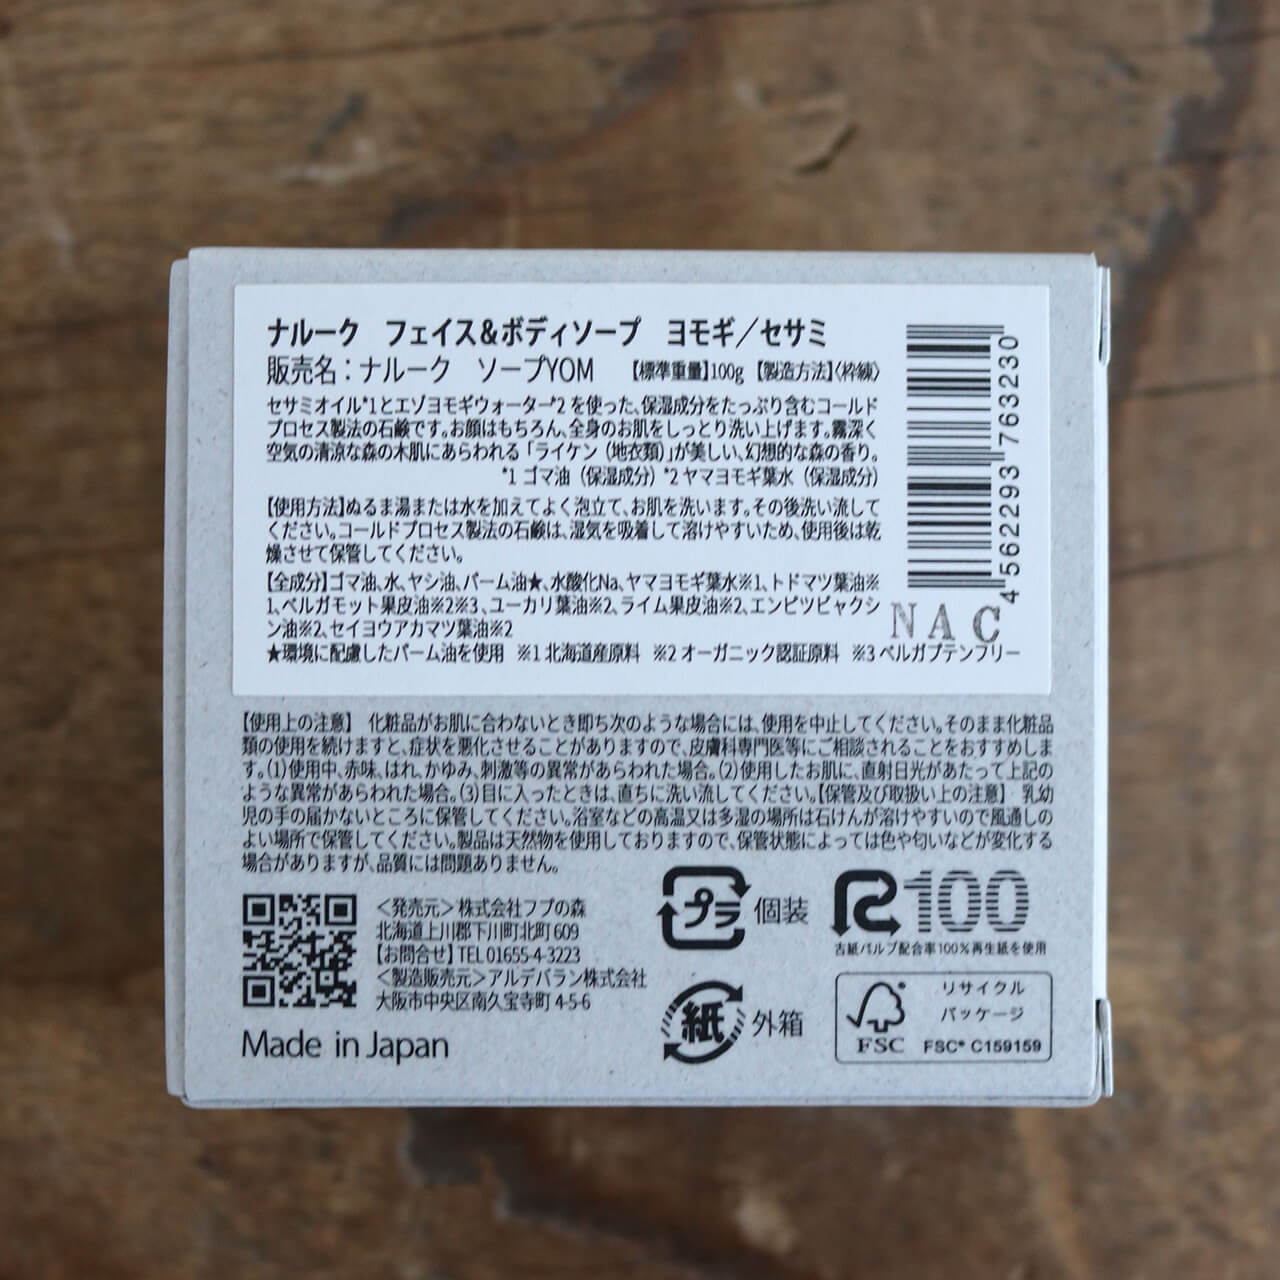 ナルーク　フェイス&ボディソープ　ヨモギ／セサミ
販売名：ナルーク　ソープYOM　【標準重量】100g 【製造方法】〈枠練〉
セサミオイル*1とエゾヨモギウォーター*2 を使った、保湿成分をたっぷり含むコールド
プロセス製法の石鹸です。お顔はもちろん、全身のお肌をしっとり洗い上げます。霧深く
空気の清涼な森の木肌にあらわれる「ライケン（地衣類）」が美しい、幻想的な森の香り。
*1 ゴマ油（保湿成分）*2 ヤマヨモギ葉水（保湿成分）
【使用方法】ぬるま湯または水を加えてよく泡立て、お肌を洗います。その後洗い流して
ください。コールドプロセス製法の石鹸は、湿気を吸着して溶けやすいため、使用後は乾
燥させて保管してください。
【全成分】ゴマ油、水、ヤシ油、パーム油★、水酸化Na、ヤマヨモギ葉水※1、トドマツ葉油※
1、ベルガモット果皮油※2※3、ユーカリ葉油※2、ライム果皮油※2、エンピツビャクシ
ン油※2、セイヨウアカマツ葉油※2
★環境に配慮したパーム油を使用　※1 北海道産原料　※2 オーガニック認証原料　※3 ベルガプテンフリー
4562293763230
NAC
【使用上の注意】　化粧品がお肌に合わないとき即ち次のような場合には、使用を中止してください。そのまま化粧品
類の使用を続けますと、症状を悪化させることがありますので、皮膚科専門医等にご相談されることをおすすめしま
す。(1)使用中、赤味、はれ、かゆみ、刺激等の異常があらわれた場合。(2)使用したお肌に、直射日光があたって上記の
ような異常があらわれた場合。(3)目に入ったときは、直ちに洗い流してください。【保管及び取扱い上の注意】　乳幼
児の手の届かないところに保管してください。浴室などの高温又は多湿の場所は石けんが溶けやすいので風通しの
よい場所で保管してください。製品は天然物を使用しておりますので、保管状態によっては色や匂いなどが変化する
場合がありますが、品質には問題ありません。
＜発売元＞株式会社フプの森
北海道上川郡下川町北町609
【お問合せ】TEL 01655-4-3223
＜製造販売元＞アルデバラン株式会社
大阪市中央区南久宝寺町 4-5-6
Made in Japan
プラ 個装
紙 外箱
R100
古紙パルプ配合率100％再生紙を使用
リサイクル
パッケージ
FSC FSC® C159159